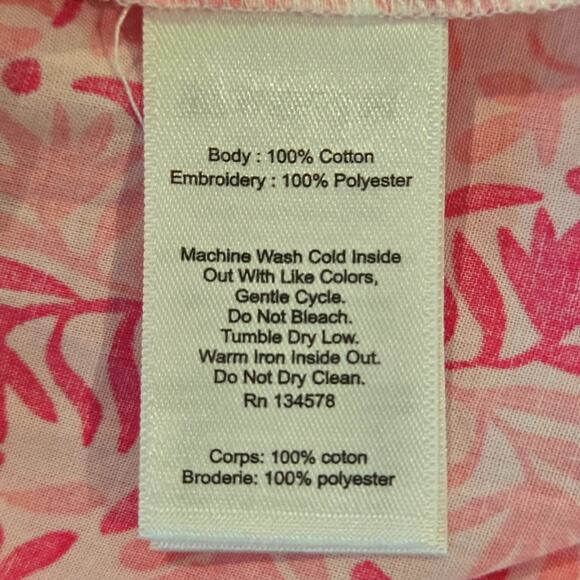 Body : 100% Cotton
Embroidery : 100% Polyester
Machine Wash Cold Inside
Out With Like Colors,
Gentle Cycle.
Do Not Bleach.
Tumble Dry Low.
Warm Iron Inside Out.
Do Not Dry Clean.
Rn 134578
Corps: 100% coton
Broderie: 100% polyester